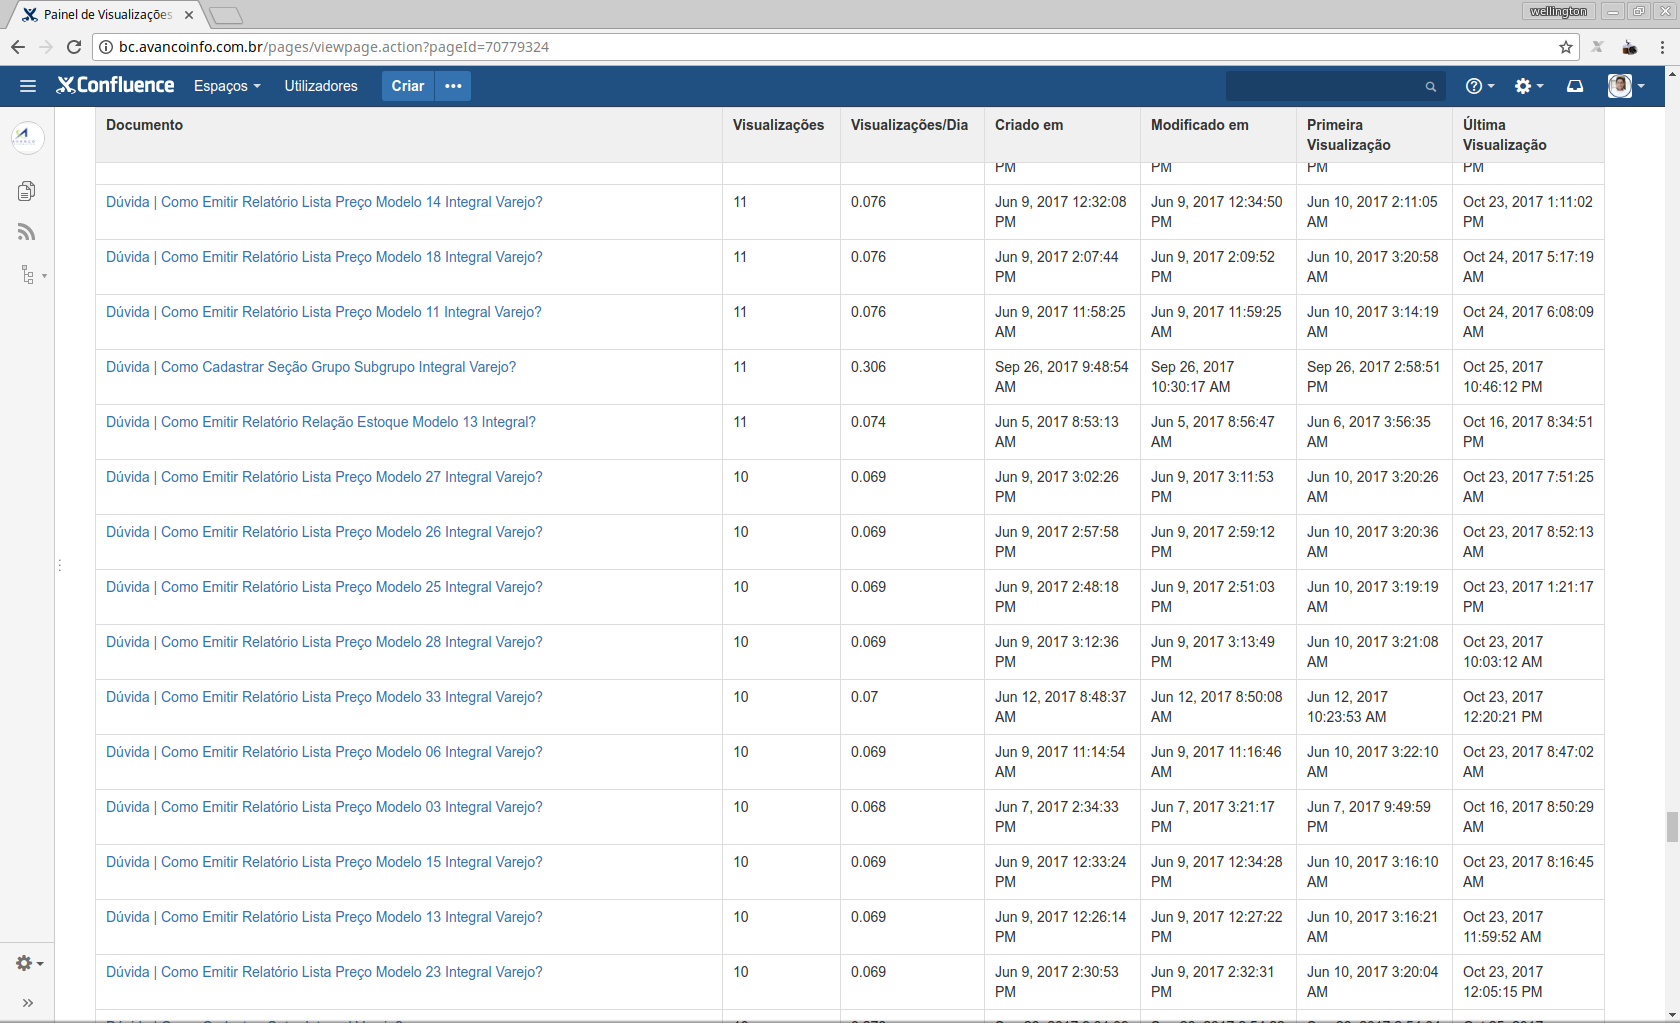 Painel de Visualizações
wellington
bc.avancoinfo.com.br/pages/viewpage.action?pageId=70779324
Confluence Espaços Utilizadores Criar
Documento Visualizações Visualizações/Dia Criado em Modificado em Primeira Última
Visualização Visualização
PM PM PM PM
Dúvida | Como Emitir Relatório Lista Preço Modelo 14 Integral Varejo? 11 0.076 Jun 9, 2017 12:32:08 Jun 9, 2017 12:34:50 Jun 10, 2017 2:11:05 Oct 23, 2017 1:11:02
PM PM AM PM
Dúvida | Como Emitir Relatório Lista Preço Modelo 18 Integral Varejo? 11 0.076 Jun 9, 2017 2:07:44 Jun 9, 2017 2:09:52 Jun 10, 2017 3:20:58 Oct 24, 2017 5:17:19
PM PM AM AM
Dúvida | Como Emitir Relatório Lista Preço Modelo 11 Integral Varejo? 11 0.076 Jun 9, 2017 11:58:25 Jun 9, 2017 11:59:25 Jun 10, 2017 3:14:19 Oct 24, 2017 6:08:09
AM AM AM AM
Dúvida | Como Cadastrar Seção Grupo Subgrupo Integral Varejo? 11 0.306 Sep 26, 2017 9:48:54 Sep 26, 2017 Sep 26, 2017 2:58:51 Oct 25, 2017
AM 10:30:17 AM PM 10:46:12 PM
Dúvida | Como Emitir Relatório Relação Estoque Modelo 13 Integral? 11 0.074 Jun 5, 2017 8:53:13 Jun 5, 2017 8:56:47 Jun 6, 2017 3:56:35 Oct 16, 2017 8:34:51
AM AM AM PM
Dúvida | Como Emitir Relatório Lista Preço Modelo 27 Integral Varejo? 10 0.069 Jun 9, 2017 3:02:26 Jun 9, 2017 3:11:53 Jun 10, 2017 3:20:26 Oct 23, 2017 7:51:25
PM PM AM AM
Dúvida | Como Emitir Relatório Lista Preço Modelo 26 Integral Varejo? 10 0.069 Jun 9, 2017 2:57:58 Jun 9, 2017 2:59:12 Jun 10, 2017 3:20:36 Oct 23, 2017 8:52:13
PM PM AM AM
Dúvida | Como Emitir Relatório Lista Preço Modelo 25 Integral Varejo? 10 0.069 Jun 9, 2017 2:48:18 Jun 9, 2017 2:51:03 Jun 10, 2017 3:19:19 Oct 23, 2017 1:21:17
PM PM AM PM
Dúvida | Como Emitir Relatório Lista Preço Modelo 28 Integral Varejo? 10 0.069 Jun 9, 2017 3:12:36 Jun 9, 2017 3:13:49 Jun 10, 2017 3:21:08 Oct 23, 2017
PM PM AM 10:03:12 AM
Dúvida | Como Emitir Relatório Lista Preço Modelo 33 Integral Varejo? 10 0.07 Jun 12, 2017 8:48:37 Jun 12, 2017 8:50:08 Jun 12, 2017 Oct 23, 2017
AM AM 10:23:53 AM 12:20:21 PM
Dúvida | Como Emitir Relatório Lista Preço Modelo 06 Integral Varejo? 10 0.069 Jun 9, 2017 11:14:54 Jun 9, 2017 11:16:46 Jun 10, 2017 3:22:10 Oct 23, 2017 8:47:02
AM AM AM AM
Dúvida | Como Emitir Relatório Lista Preço Modelo 03 Integral Varejo? 10 0.068 Jun 7, 2017 2:34:33 Jun 7, 2017 3:21:17 Jun 7, 2017 9:49:59 Oct 16, 2017 8:50:29
PM PM PM AM
Dúvida | Como Emitir Relatório Lista Preço Modelo 15 Integral Varejo? 10 0.069 Jun 9, 2017 12:33:24 Jun 9, 2017 12:34:28 Jun 10, 2017 3:16:10 Oct 23, 2017 8:16:45
PM PM AM AM
Dúvida | Como Emitir Relatório Lista Preço Modelo 13 Integral Varejo? 10 0.069 Jun 9, 2017 12:26:14 Jun 9, 2017 12:27:22 Jun 10, 2017 3:16:21 Oct 23, 2017
PM PM AM 11:59:52 AM
Dúvida | Como Emitir Relatório Lista Preço Modelo 23 Integral Varejo? 10 0.069 Jun 9, 2017 2:30:53 Jun 9, 2017 2:32:31 Jun 10, 2017 3:20:04 Oct 23, 2017
PM PM AM 12:05:15 PM